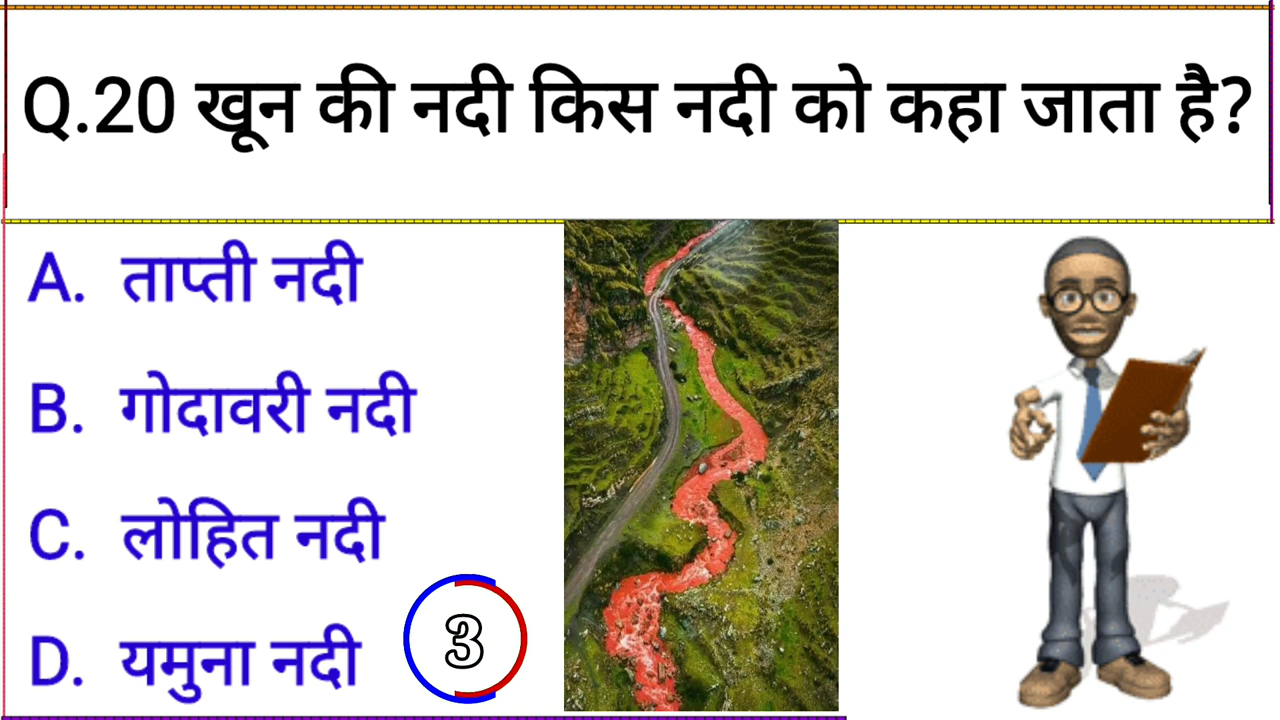 Q.20 खून की नदी किस नदी को कहा जाता है?
A. ताप्ती नदी
B. गोदावरी नदी
C. लोहित नदी
D. यमुना नदी
3